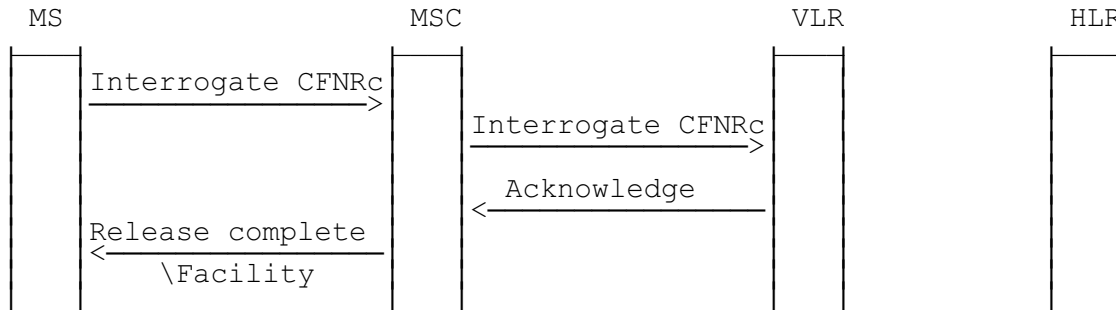 MS MSC VLR HLR
Interrogate CFNRc
Interrogate CFNRc
Acknowledge
Release complete
\Facility